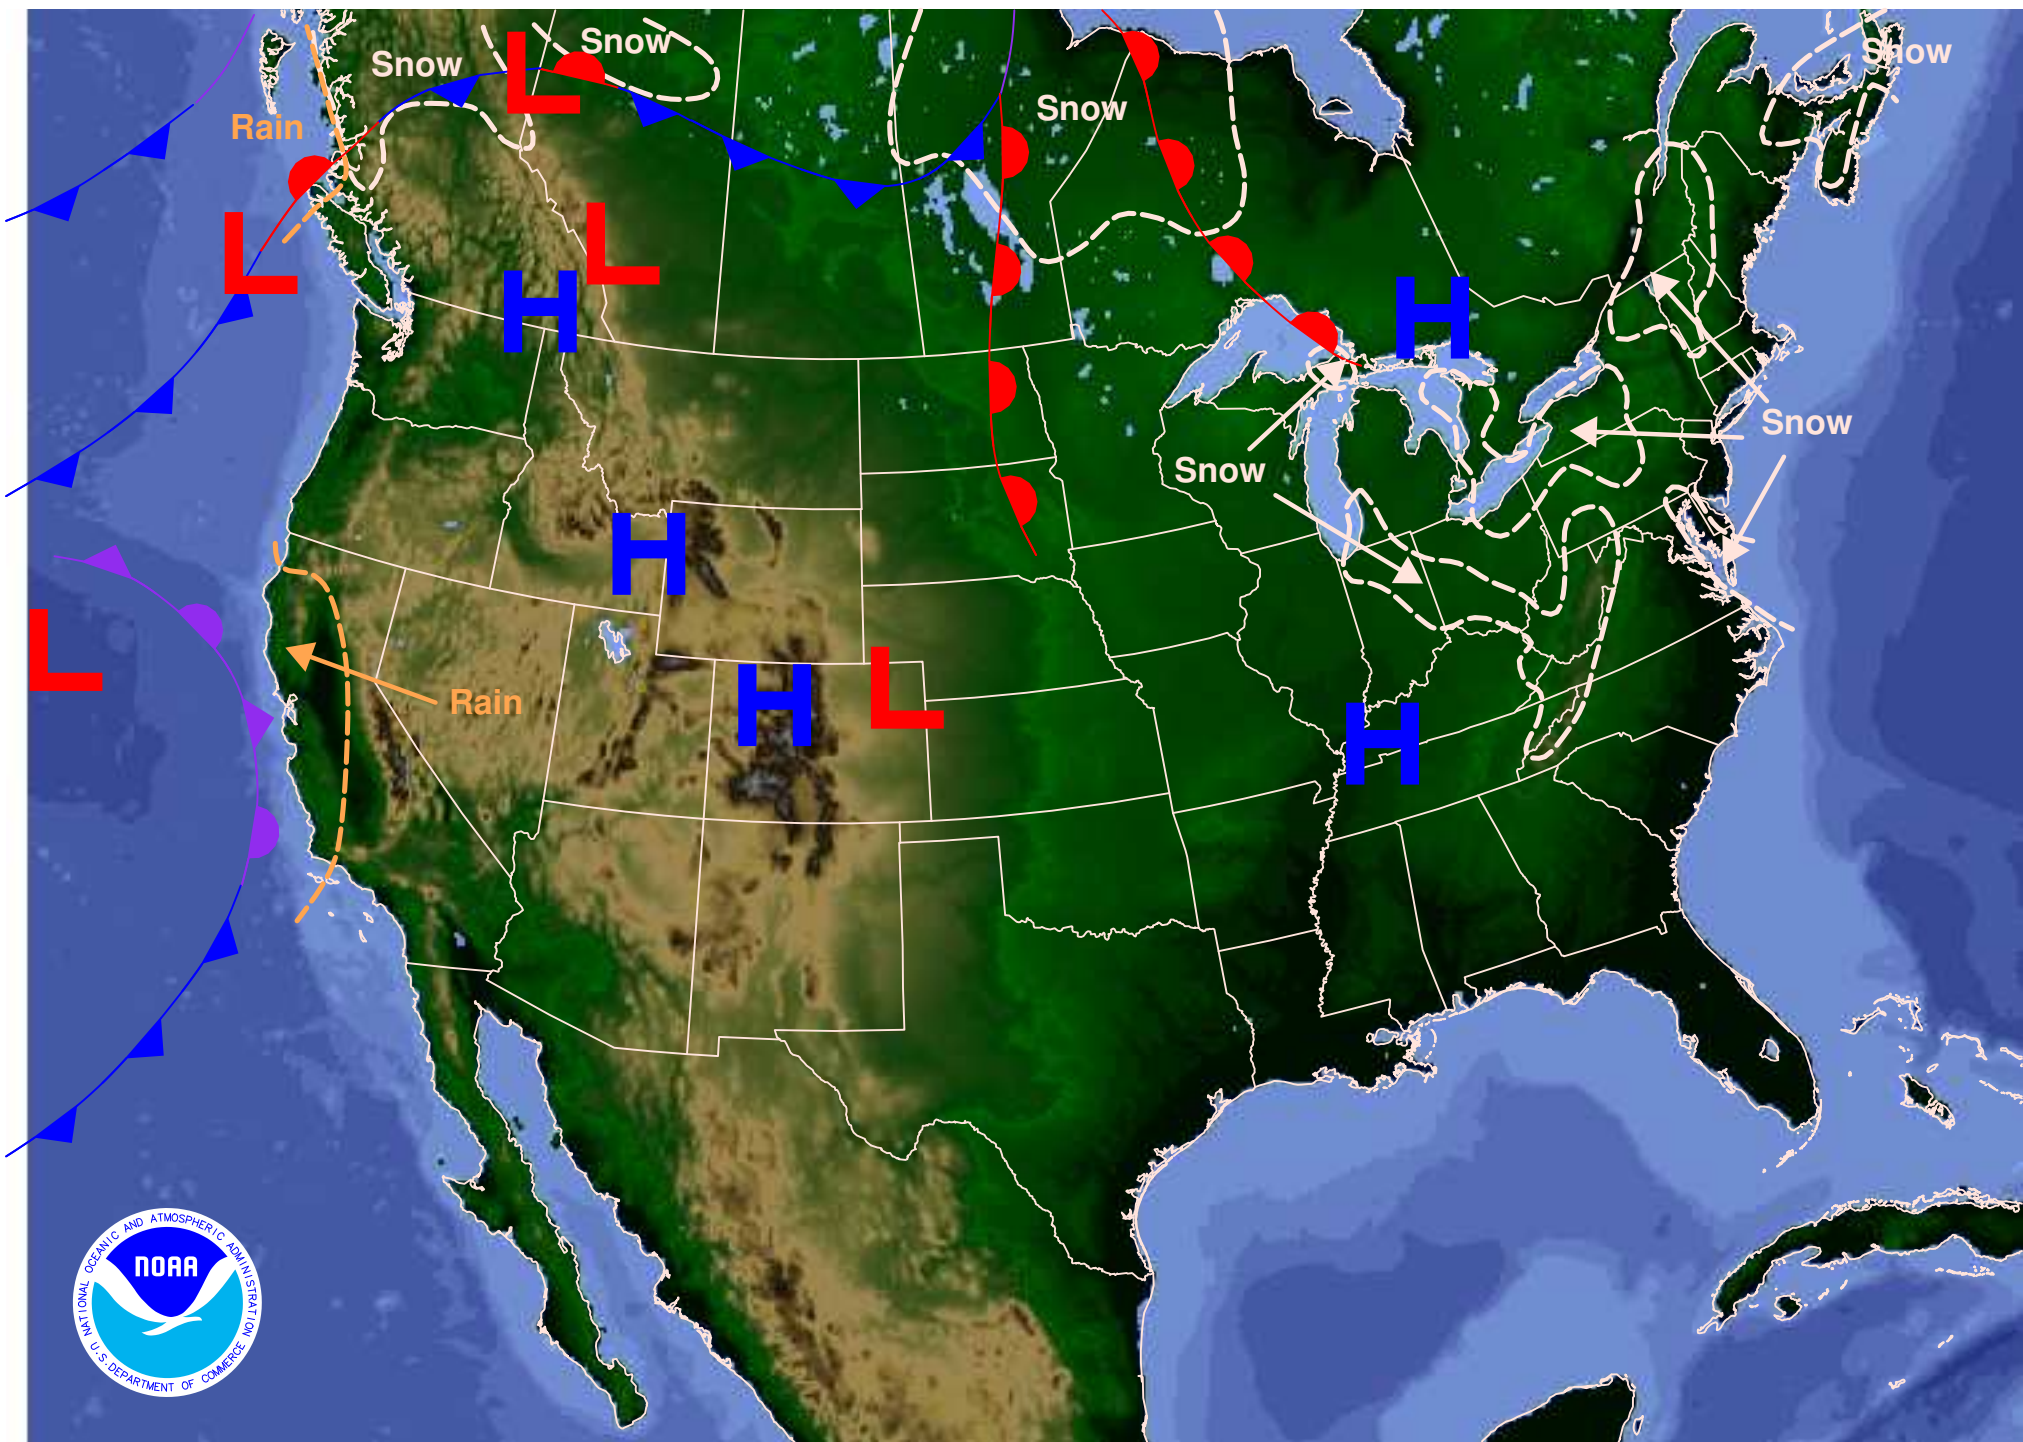 Snow
Snow
Snow
L
Snow
Rain
L
L
H
H
Snow
Snow
H
L
L
H
Rain
H
NOAA
NATIONAL OCEANIC AND ATMOSPHERIC ADMINISTRATION
U.S. DEPARTMENT OF COMMERCE